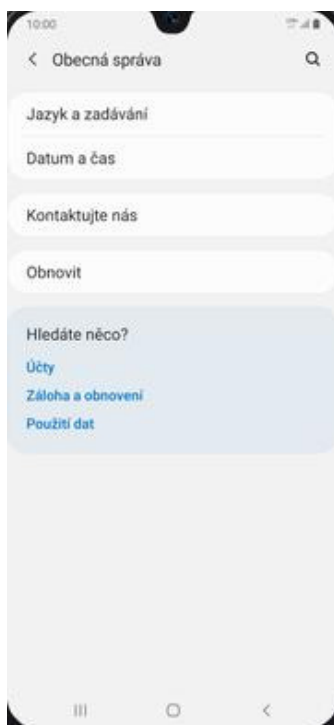 10:00
Obecná správa
Jazyk a zadávání
Datum a čas
Kontaktujte nás
Obnovit
Hledáte něco?
Účty
Záloha a obnovení
Použití dat